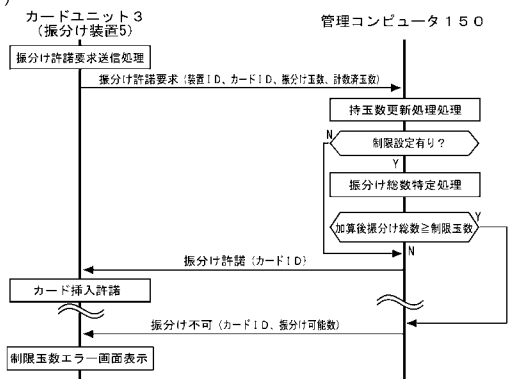 )
カードユニット3
(振分け装置5)
管理コンピュータ150
振分け許諾要求送信処理
振分け許諾要求(装置ID、カードID、振分け玉数、計数済玉数)
持玉数更新処理処理
N
制限設定有り?
Y
振分け総数特定処理
加算後振分け総数≧制限玉数
Y
N
振分け許諾(カードID)
カード挿入許諾
振分け不可(カードID、振分け可能数)
制限玉数エラー画面表示